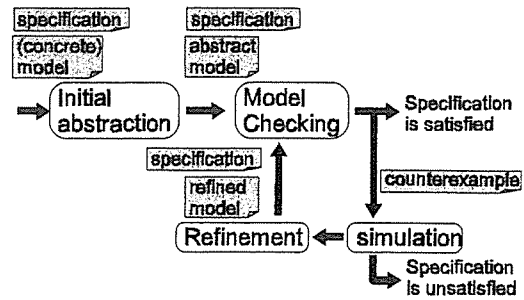 specification
specification
(concrete)
model
abstract
model
Initial
abstraction
Model
Checking
Specification
is satisfied
specification
refined
model
counterexample
Refinement
simulation
Specification
is unsatisfied